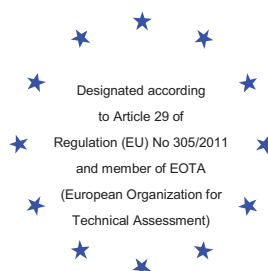 Designated according
to Article 29 of
Regulation (EU) No 305/2011
and member of EOTA
(European Organization for
Technical Assessment)